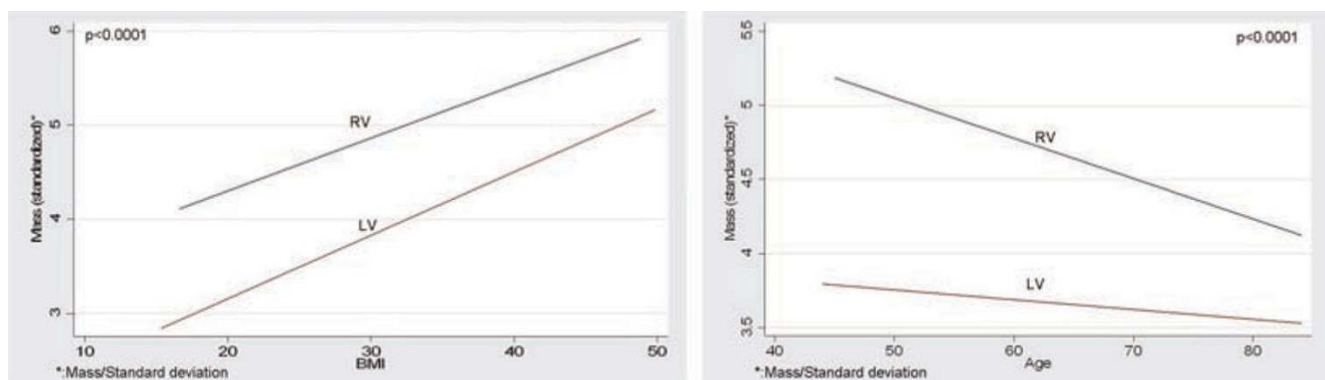 p<0.0001
6
5
4
3
Mass (standardized)*
RV
LV
10 20 30 40 50
BMI
*:Mass/Standard deviation
p<0.0001
5.5
5
4.5
4
3.5
Mass (standardized)*
RV
LV
40 50 60 70 80
Age
*:Mass/Standard deviation